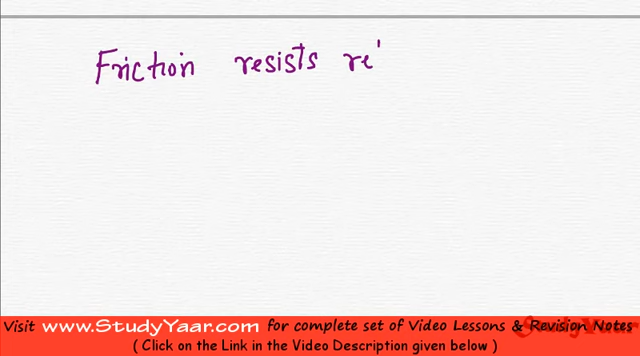 Friction resists re
StudyYaar
Visit www.StudyYaar.com for complete set of Video Lessons & Revision Notes
( Click on the Link in the Video Description given below )